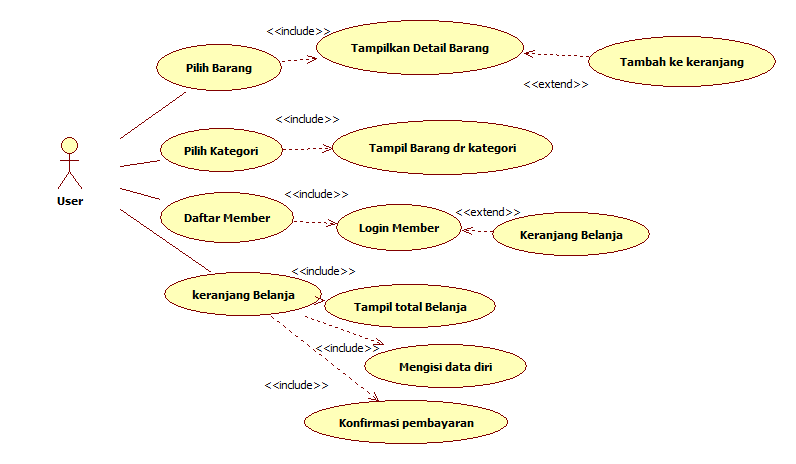 <<include>>
Tampilkan Detail Barang
Pilih Barang
Tambah ke keranjang
<<extend>>
<<include>>
Pilih Kategori
Tampil Barang dr kategori
User
<<include>>
Daftar Member
<<extend>>
Login Member
Keranjang Belanja
<<include>>
keranjang Belanja
Tampil total Belanja
<<include>>
Mengisi data diri
<<include>>
Konfirmasi pembayaran